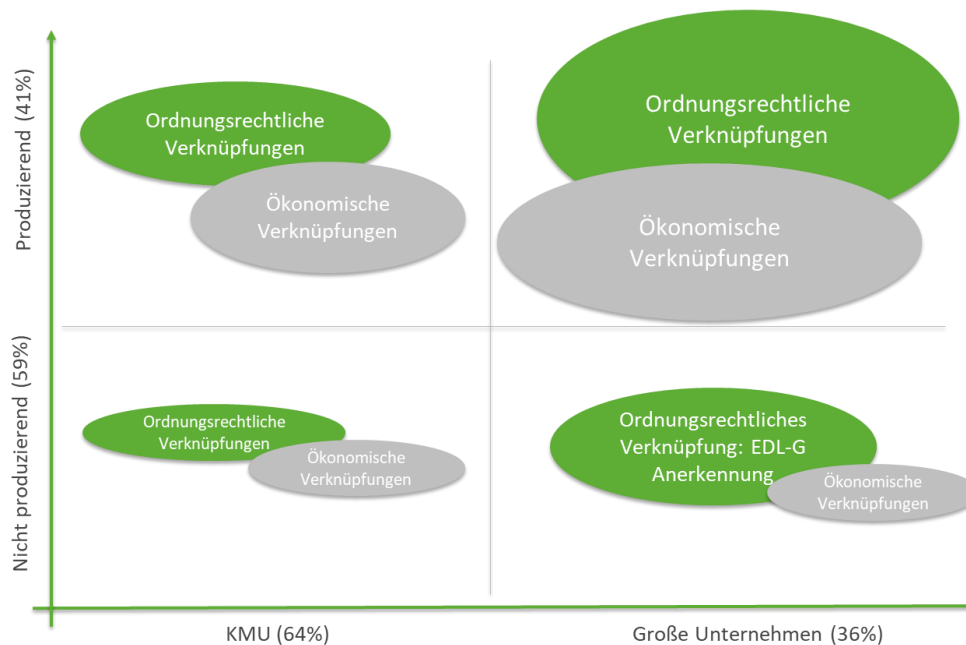 Produzierend (41%)
Ordnungsrechtliche
Verknüpfungen
Ökonomische
Verknüpfungen
Ordnungsrechtliche
Verknüpfungen
Ökonomische
Verknüpfungen
Nicht produzierend (59%)
Ordnungsrechtliche
Verknüpfungen
Ökonomische
Verknüpfungen
Ordnungsrechtliches
Verknüpfung: EDL-G
Anerkennung
Ökonomische
Verknüpfungen
KMU (64%)
Große Unternehmen (36%)